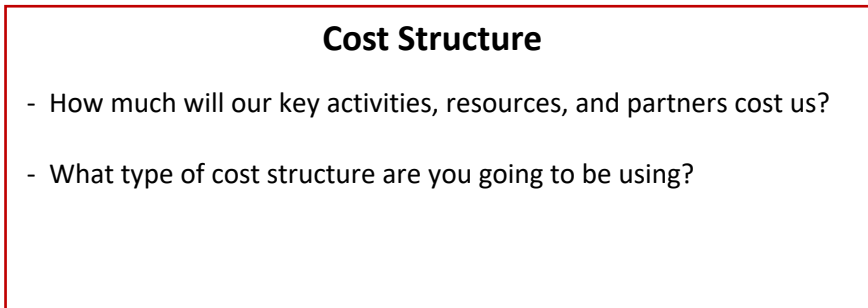 Cost Structure
- How much will our key activities, resources, and partners cost us?
- What type of cost structure are you going to be using?